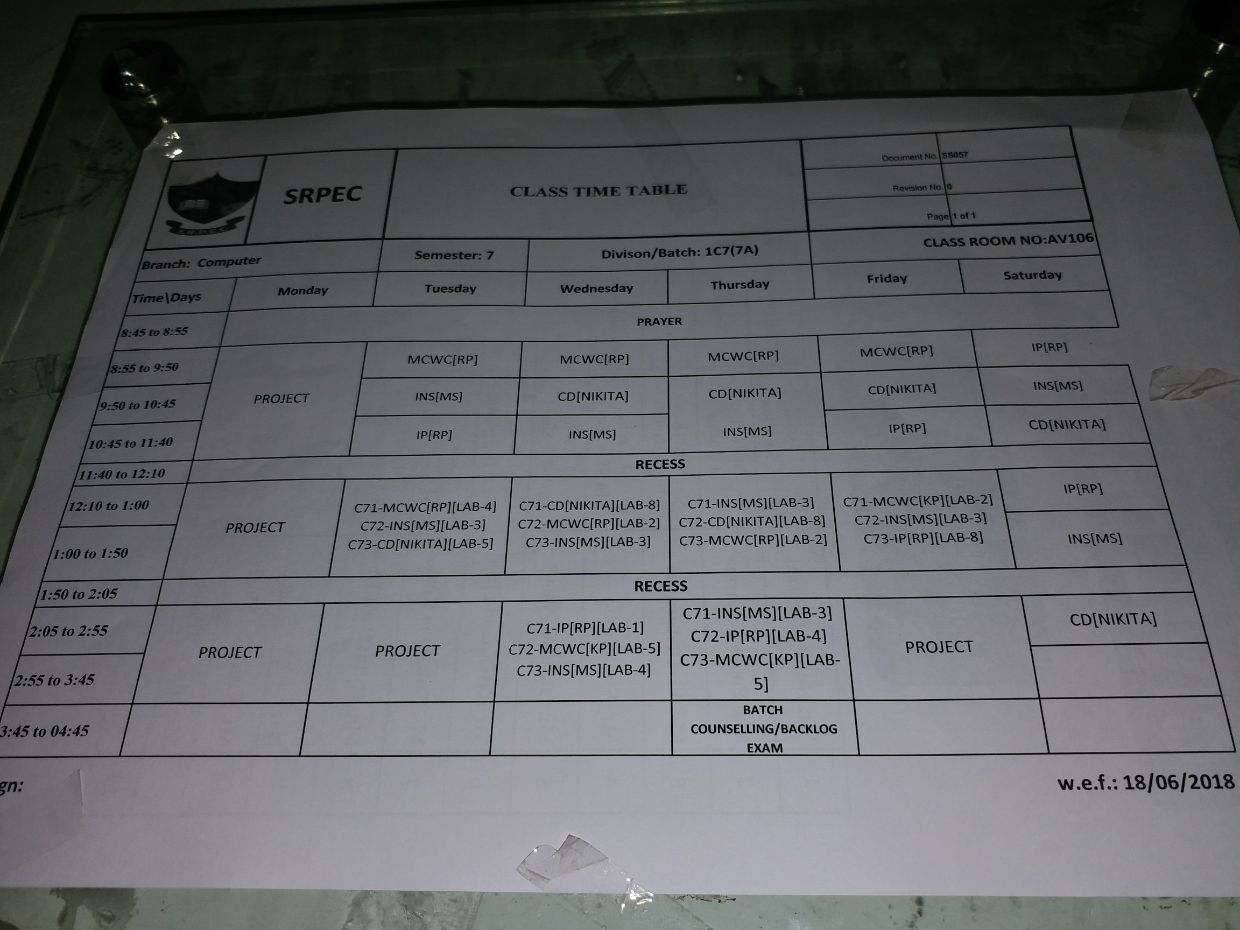 SRPEC
SRPEC
CLASS TIME TABLE
Document No. SS057
Revision No. 0
Page 1 of 1
Branch: Computer
Semester: 7
Divison/Batch: 1C7(7A)
CLASS ROOM NO:AV106
Time\Days Monday Tuesday Wednesday Thursday Friday Saturday
8:45 to 8:55 PRAYER
8:55 to 9:50 MCWC[RP] MCWC[RP] MCWC[RP] MCWC[RP] IP[RP]
9:50 to 10:45 PROJECT INS[MS] CD[NIKITA] CD[NIKITA] CD[NIKITA] INS[MS]
10:45 to 11:40 IP[RP] INS[MS] INS[MS] IP[RP] CD[NIKITA]
11:40 to 12:10 RECESS
12:10 to 1:00 C71-MCWC[RP][LAB-4] C71-CD[NIKITA][LAB-8] C71-INS[MS][LAB-3] C71-MCWC[KP][LAB-2] IP[RP]
PROJECT C72-INS[MS][LAB-3] C72-MCWC[RP][LAB-2] C72-CD[NIKITA][LAB-8] C72-INS[MS][LAB-3]
1:00 to 1:50 C73-CD[NIKITA][LAB-5] C73-INS[MS][LAB-3] C73-MCWC[RP][LAB-2] C73-IP[RP][LAB-8] INS[MS]
1:50 to 2:05 RECESS
2:05 to 2:55 C71-IP[RP][LAB-1] C71-INS[MS][LAB-3] CD[NIKITA]
PROJECT PROJECT C72-MCWC[KP][LAB-5] C72-IP[RP][LAB-4] PROJECT
2:55 to 3:45 C73-INS[MS][LAB-4] C73-MCWC[KP][LAB-
5]
3:45 to 04:45 BATCH
COUNSELLING/BACKLOG
EXAM
gn:
w.e.f.: 18/06/2018